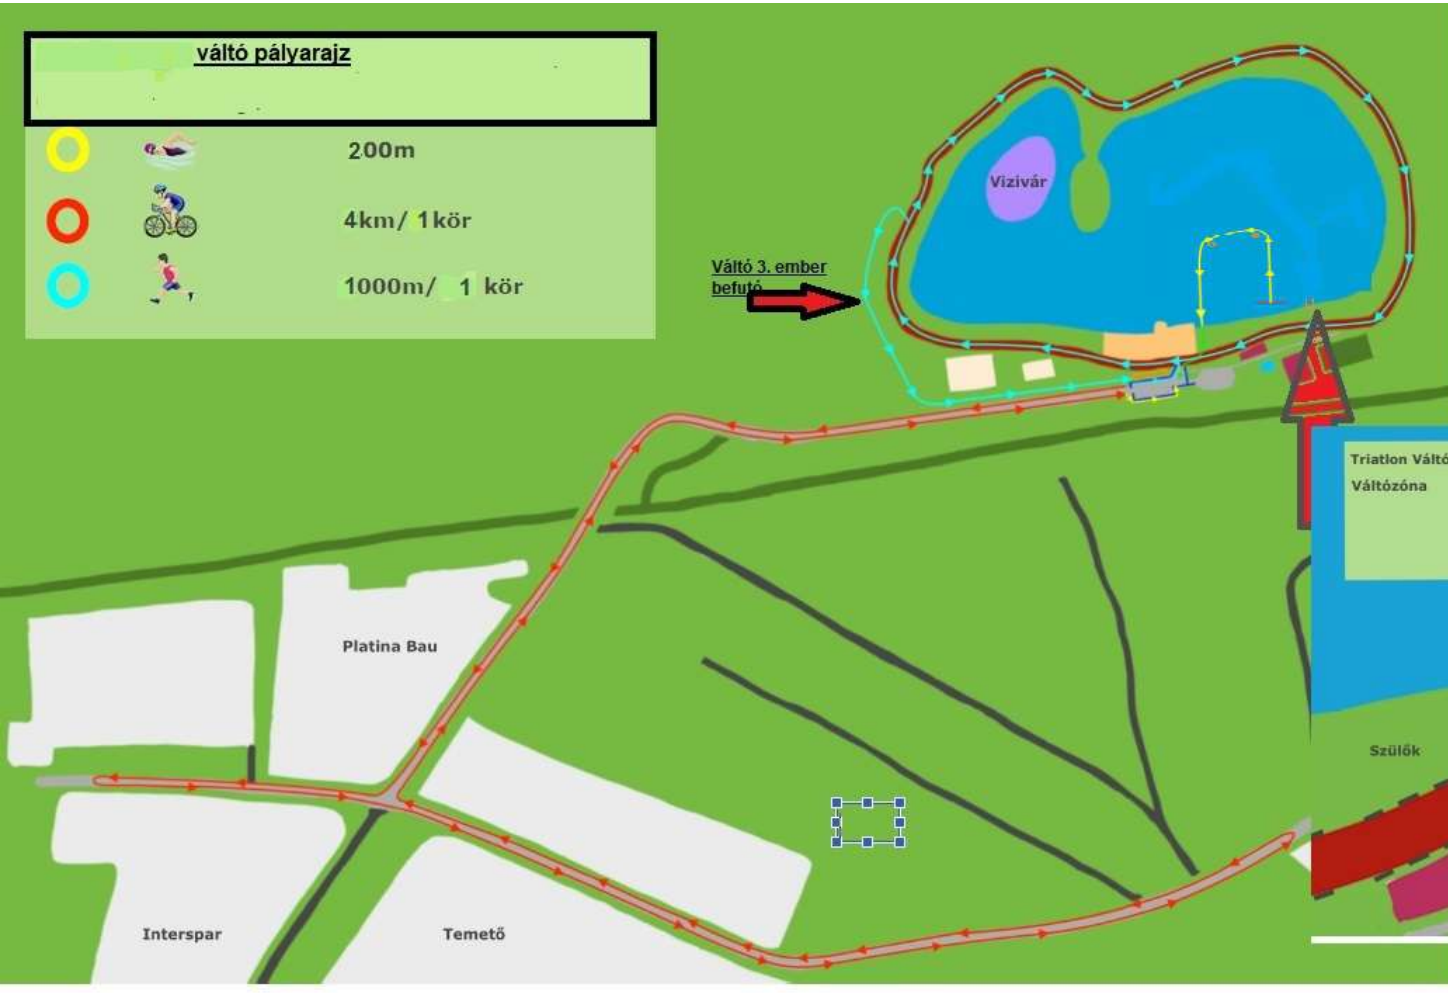 váltó pályarajz
200m
4km/ 1kör
1000m/ 1 kör
Vizivár
Váltó 3. ember
befutó
Triatlon Váltó
Váltózóna
Platina Bau
Szülők
Interspar
Temető